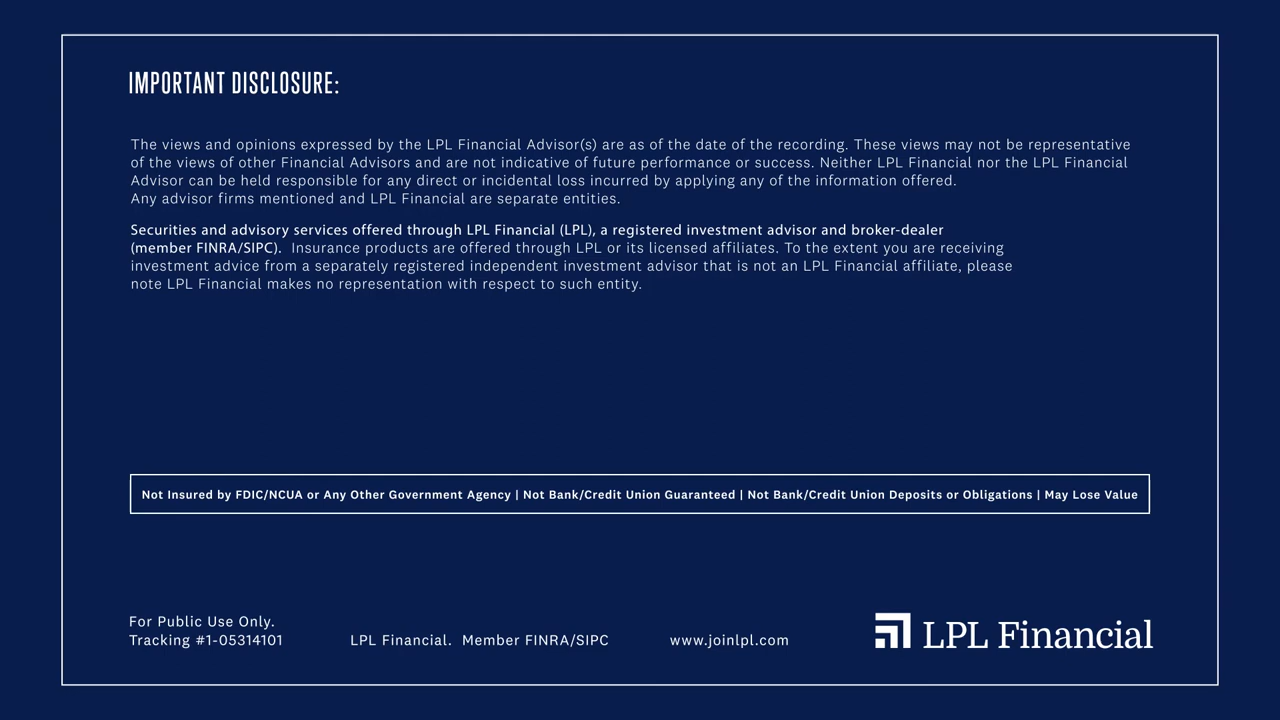 IMPORTANT DISCLOSURE:
The views and opinions expressed by the LPL Financial Advisor(s) are as of the date of the recording. These views may not be representative
of the views of other Financial Advisors and are not indicative of future performance or success. Neither LPL Financial nor the LPL Financial
Advisor can be held responsible for any direct or incidental loss incurred by applying any of the information offered.
Any advisor firms mentioned and LPL Financial are separate entities.
Securities and advisory services offered through LPL Financial (LPL), a registered investment advisor and broker-dealer
(member FINRA/SIPC). Insurance products are offered through LPL or its licensed affiliates. To the extent you are receiving
investment advice from a separately registered independent investment advisor that is not an LPL Financial affiliate, please
note LPL Financial makes no representation with respect to such entity.
Not Insured by FDIC/NCUA or Any Other Government Agency | Not Bank/Credit Union Guaranteed | Not Bank/Credit Union Deposits or Obligations | May Lose Value
For Public Use Only.
Tracking #1-05314101
LPL Financial. Member FINRA/SIPC
www.joinlpl.com
LPL Financial